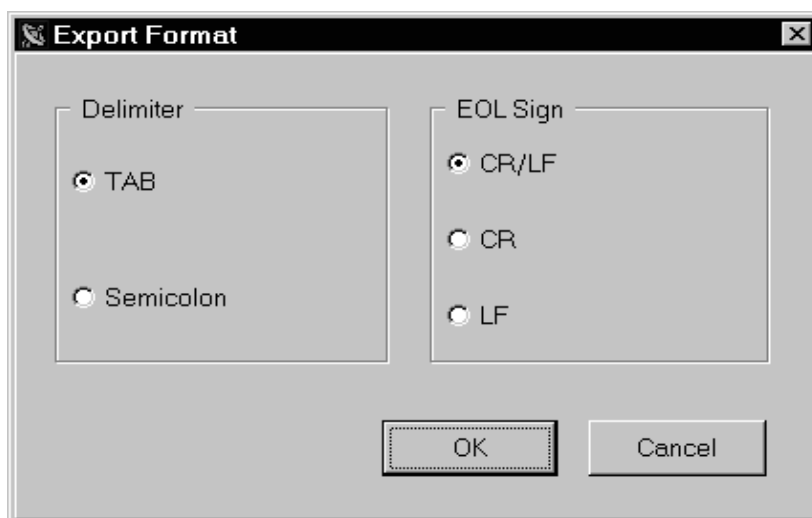 Export Format
Delimiter
TAB
Semicolon
EOL Sign
CR/LF
CR
LF
OK
Cancel